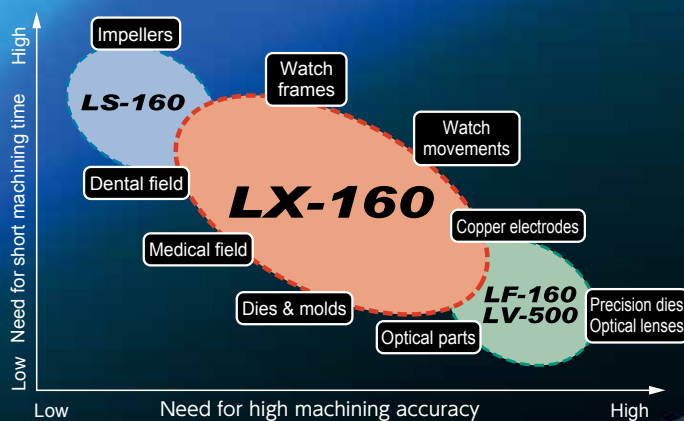 High
Need for short machining time
Low
Impellers
LS-160
Dental field
Watch
frames
Watch
movements
LX-160
Medical field
Copper electrodes
Dies & molds
LF-160
LV-500
Precision dies
Optical lenses
Optical parts
Low
Need for high machining accuracy
High